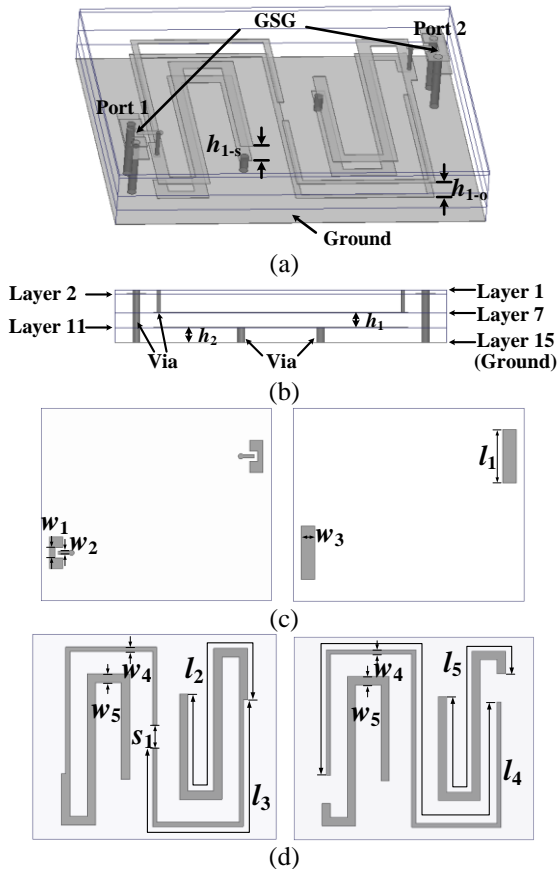 GSG
Port 2
Port 1
h1-s
h1-o
Ground
(a)
Layer 2
Layer 1
Layer 7
Layer 11
h1
h2
Via
Via
Layer 15
(Ground)
(b)
l1
w1
w2
w3
(c)
w4
l2
w5
s1
l3
w4
l5
w5
l4
(d)